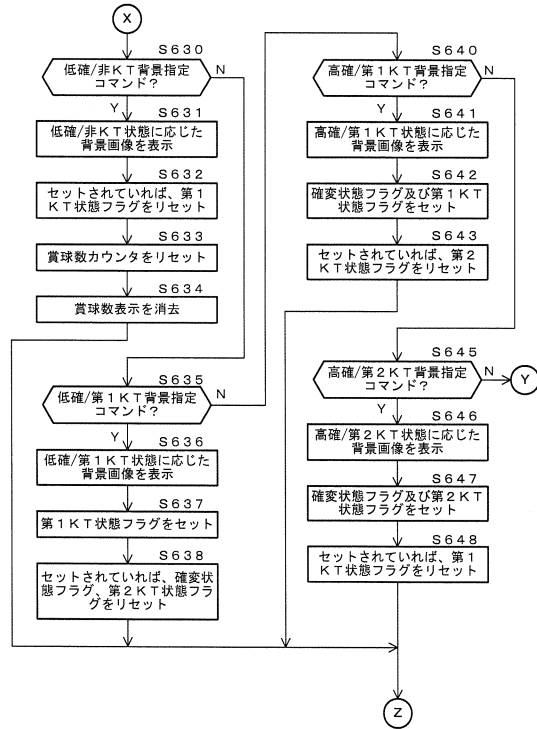 X
S630
低確/非KT背景指定
コマンド？
N
Y
S631
低確/非KT状態に応じた
背景画像を表示
S632
セットされていれば、第1
KT状態フラグをリセット
S633
賞球数カウンタをリセット
S634
賞球数表示を消去
S635
低確/第1KT背景指定
コマンド？
N
Y
S636
低確/第1KT状態に応じた
背景画像を表示
S637
第1KT状態フラグをセット
S638
セットされていれば、確変状
態フラグ、第2KT状態フラ
グをリセット
S640
高確/第1KT背景指定
コマンド？
N
Y
S641
高確/第1KT状態に応じた
背景画像を表示
S642
確変状態フラグ及び第1KT
状態フラグをセット
S643
セットされていれば、第2
KT状態フラグをリセット
S645
高確/第2KT背景指定
コマンド？
N
Y
Y
S646
高確/第2KT状態に応じた
背景画像を表示
S647
確変状態フラグ及び第2KT
状態フラグをセット
S648
セットされていれば、第1
KT状態フラグをリセット
Z